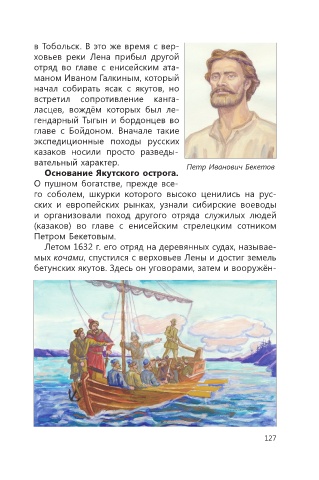 в Тобольск. В это же время с вер-
ховьев реки Лена прибыл другой
отряд во главе с енисейским ата-
маном Иваном Галкиным, который
начал собирать ясак с якутов, но
встретил сопротивление канга-
ласцев, вождём которых был ле-
гендарный Тыгын и бордонцев во
главе с Бойдоном. Вначале такие
экспедиционные походы русских
казаков носили просто разведы-
вательный характер.
Петр Иванович Бекетов
Основание Якутского острога.
О пушном богатстве, прежде все-
го соболем, шкурки которого высоко ценились на рус-
ских и европейских рынках, узнали сибирские воеводы
и организовали поход другого отряда служилых людей
(казаков) во главе с енисейским стрелецким сотником
Петром Бекетовым.
Летом 1632 г. его отряд на деревянных судах, называе-
мых кочами, спустился с верховьев Лены и достиг земель
бетунских якутов. Здесь он уговорами, затем и вооружён-
127